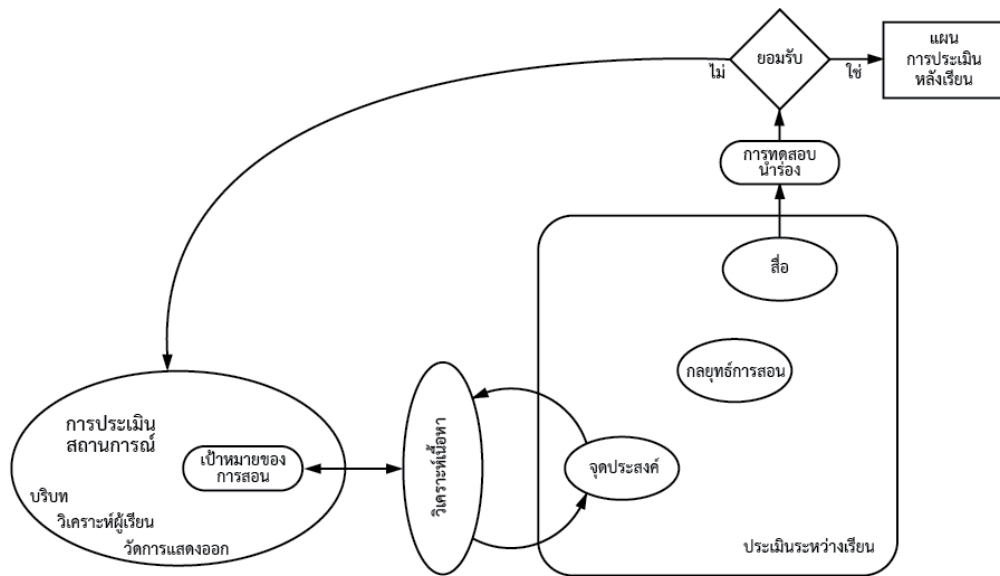 ยอมรับ
ไม่
ใช่
แผน
การประเมิน
หลังเรียน
การทดสอบ
นำร่อง
สื่อ
กลยุทธ์การสอน
จุดประสงค์
ประเมินระหว่างเรียน
วิเคราะห์เนื้อหา
การประเมิน
สถานการณ์
เป้าหมายของ
การสอน
บริบท
วิเคราะห์ผู้เรียน
วัดการแสดงออก